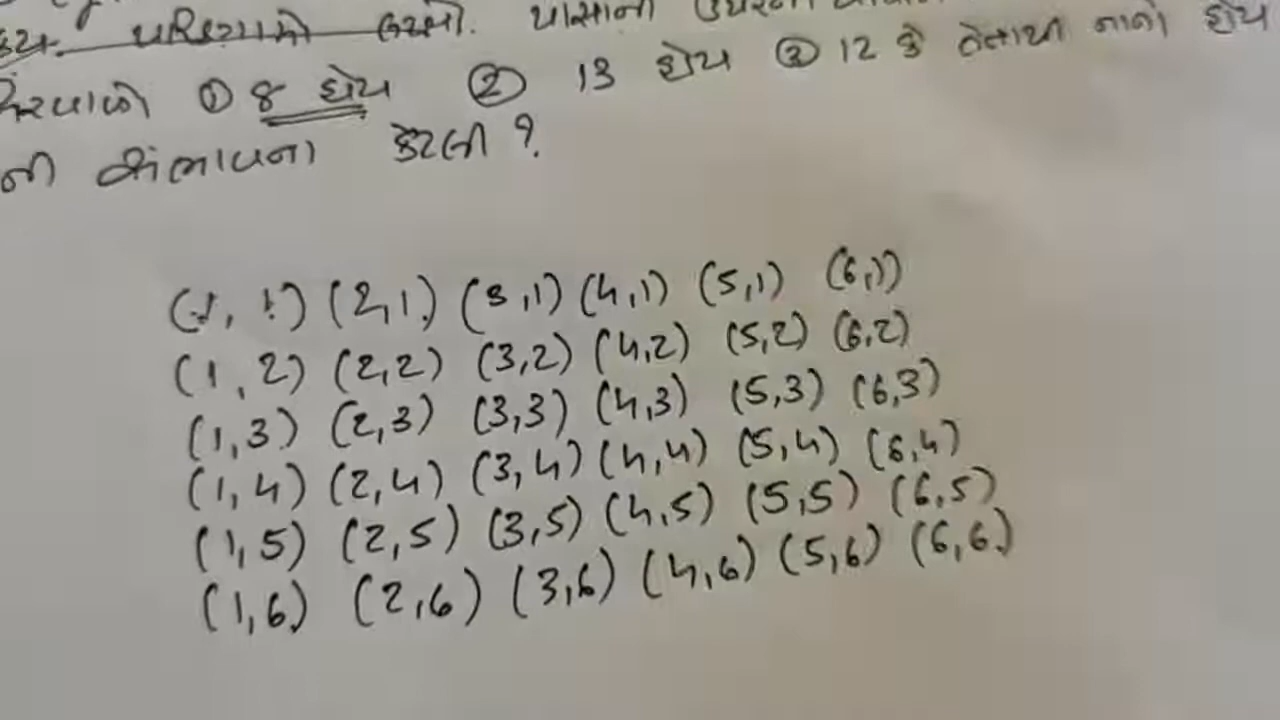 પરિણામો લખો. પાસાનો
સરવાળો ① 8 હોય ② 13 હોય ③ 12 કે તેનાથી નાનો હોય
ની સંભાવના કેટલી ?
(1, 1) (2,1) (3,1) (4,1) (5,1) (6,1)
(1, 2) (2,2) (3,2) (4,2) (5,2) (6,2)
(1,3) (2,3) (3,3) (4,3) (5,3) (6,3)
(1,4) (2,4) (3,4) (4,4) (5,4) (6,4)
(1,5) (2,5) (3,5) (4,5) (5,5) (6,5)
(1,6) (2,6) (3,6) (4,6) (5,6) (6,6)